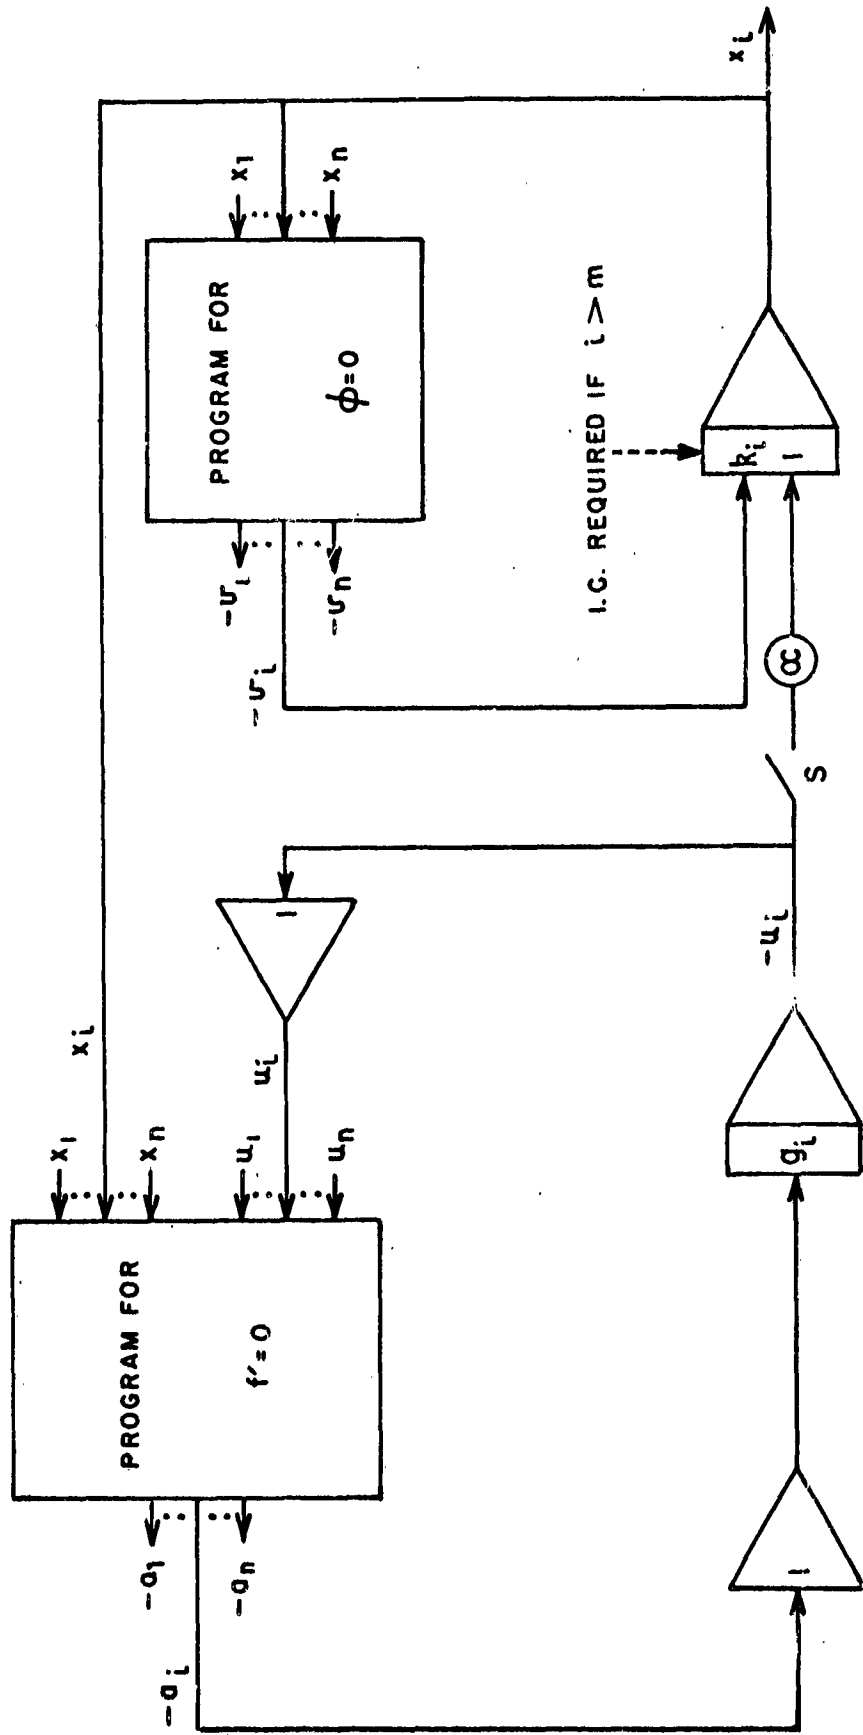 PROGRAM FOR
f'=0
x₁
xᵢ
xₙ
u₁
uᵢ
uₙ
-a₁
-aᵢ
-aₙ
1
1
gᵢ
-uᵢ
S
∝
PROGRAM FOR
ϕ=0
x₁
xₙ
-vᵢ
-vₙ
-vᵢ
I.C. REQUIRED IF i>m
kᵢ
1
xᵢ